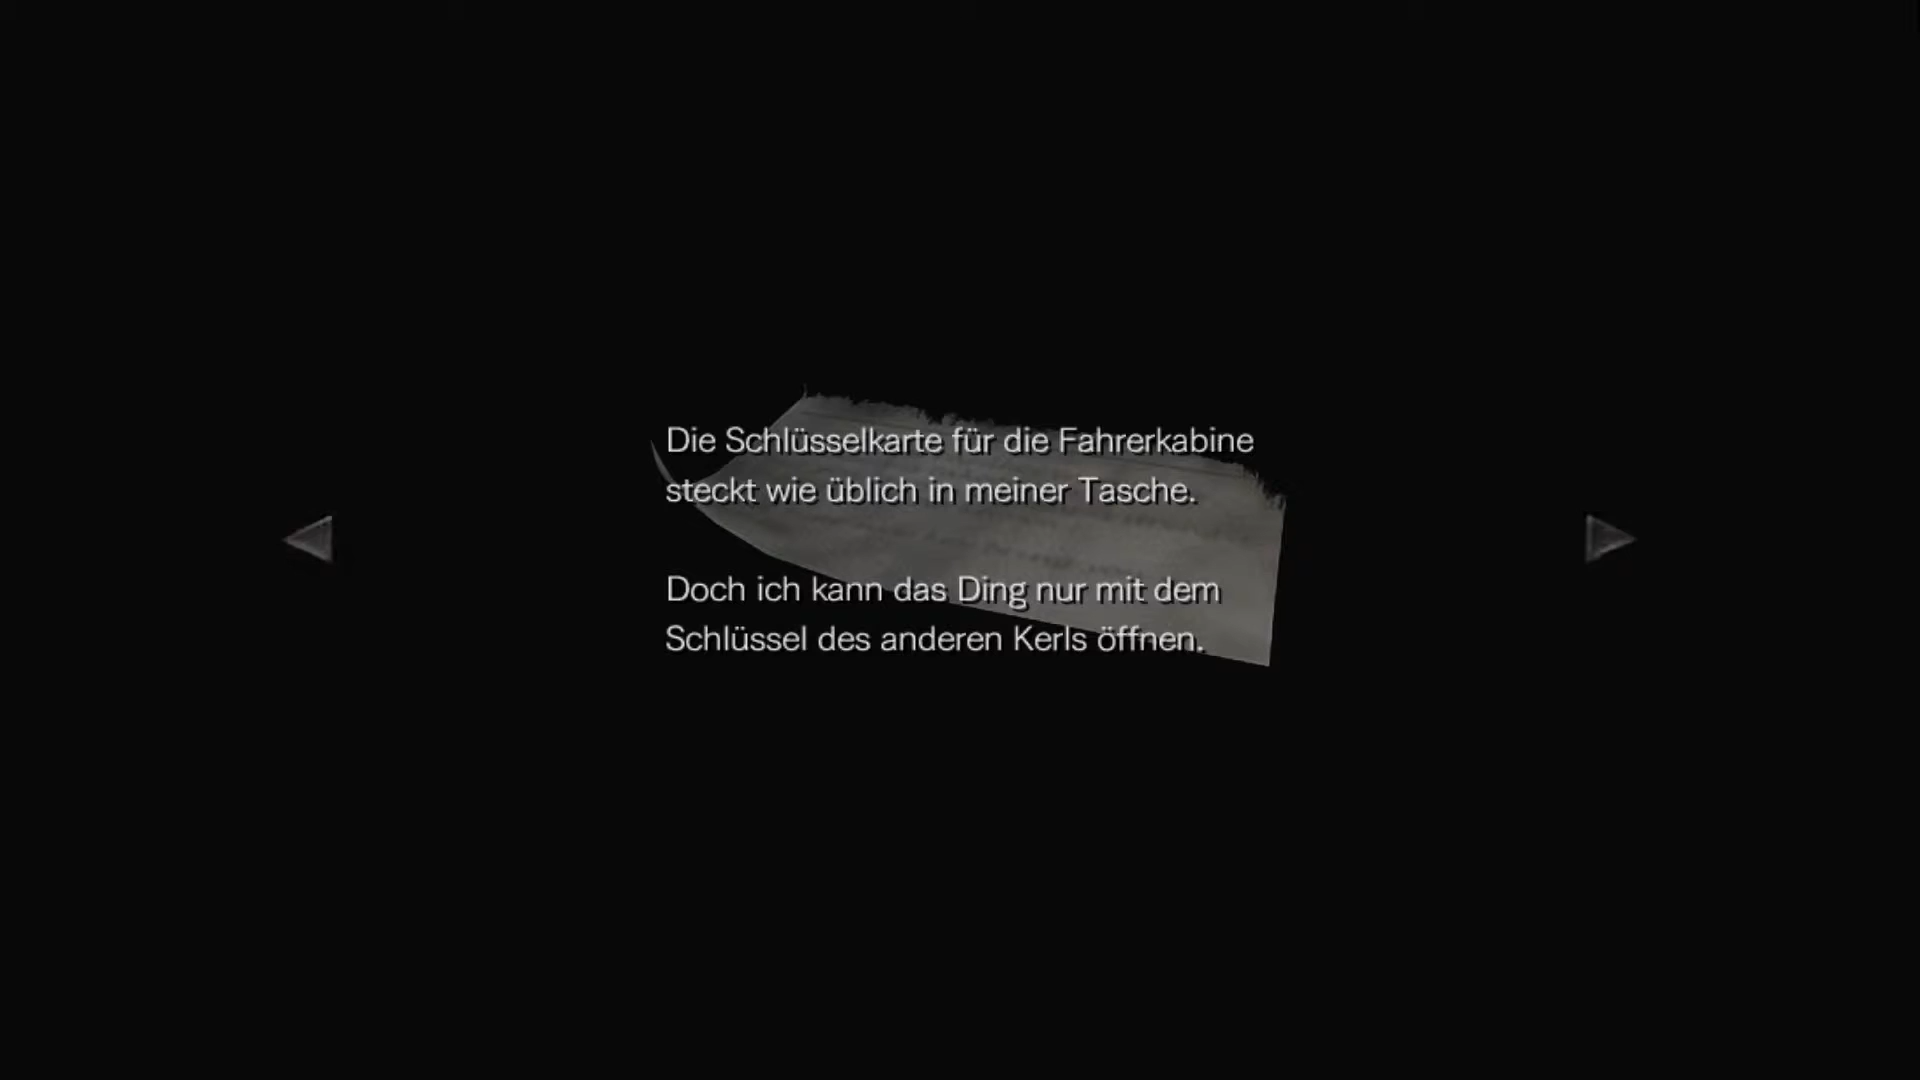 Die Schlüsselkarte für die Fahrerkabine
steckt wie üblich in meiner Tasche.
Doch ich kann das Ding nur mit dem
Schlüssel des anderen Kerls öffnen.